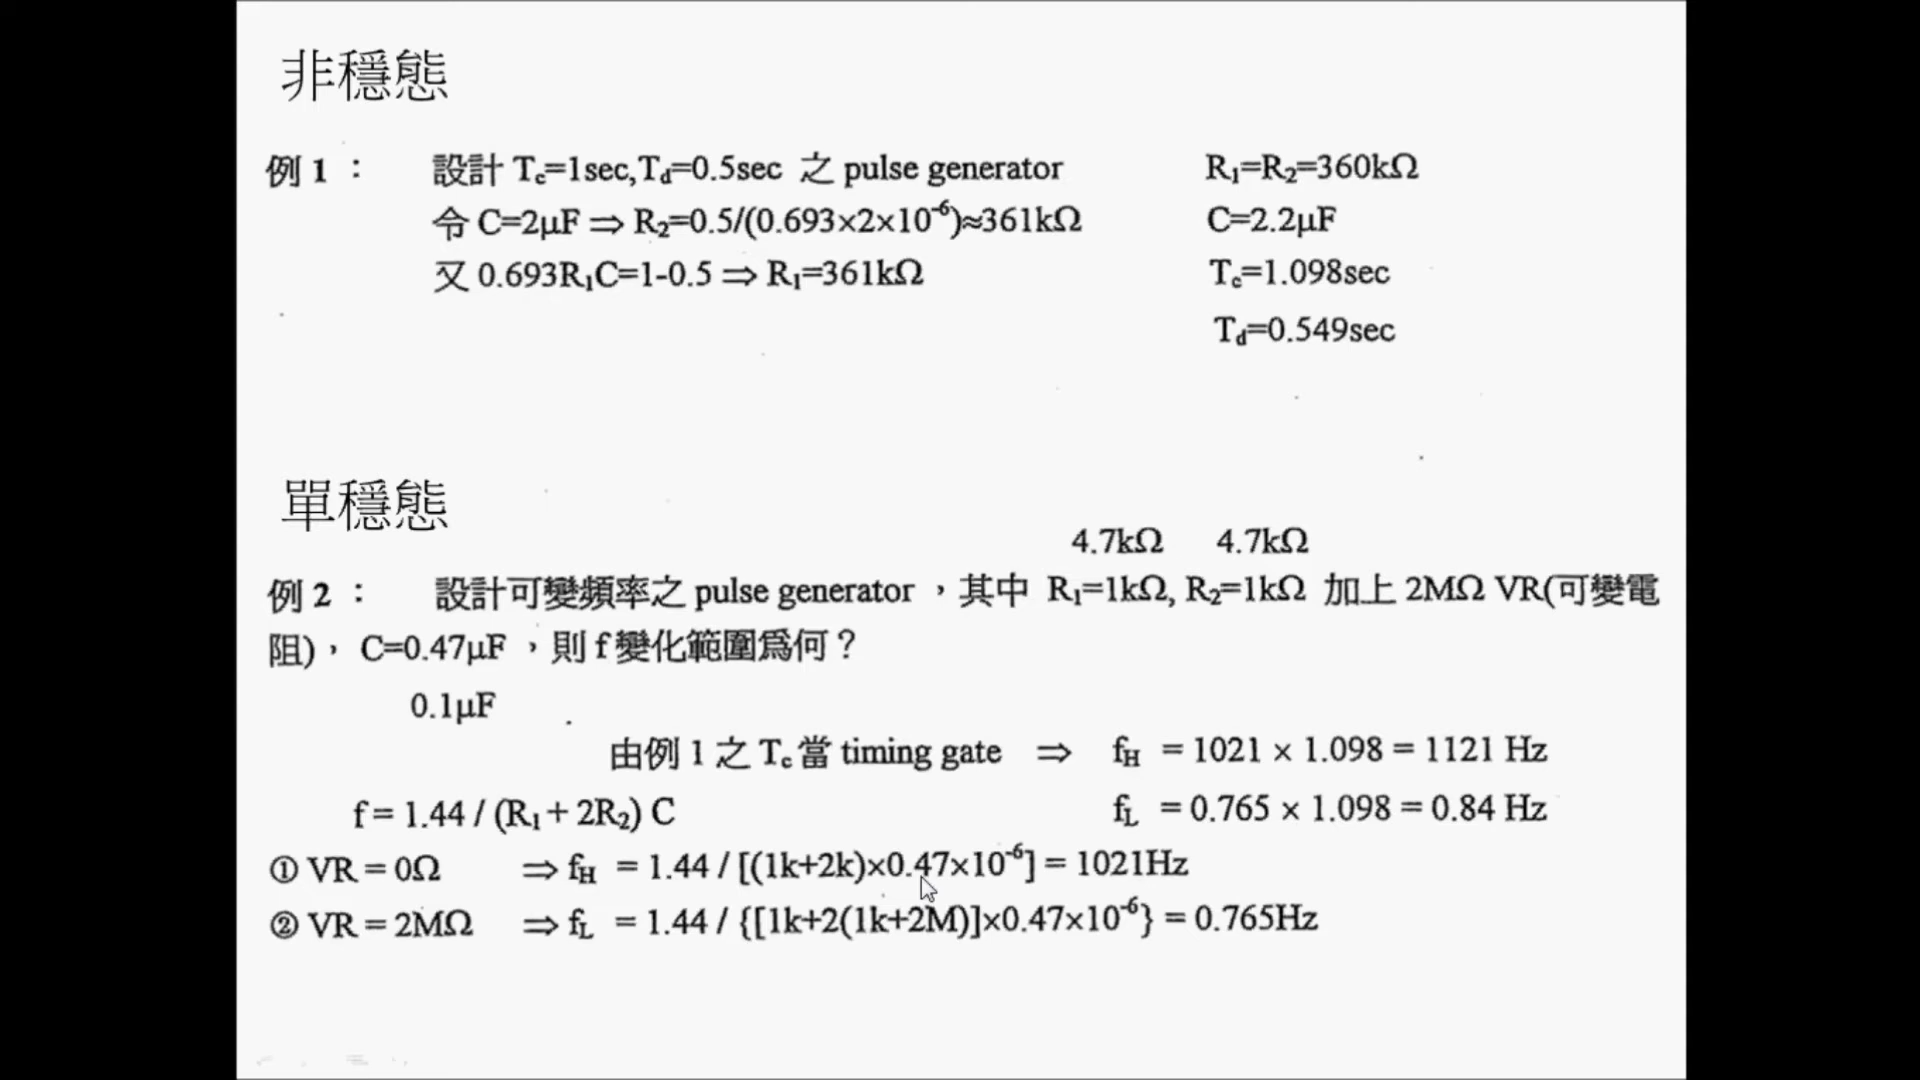 非穩態
例 1： 設計 Tc=1sec,Td=0.5sec 之 pulse generator R1=R2=360kΩ
令 C=2μF ⇒ R2=0.5/(0.693×2×10⁻⁶)≈361kΩ C=2.2μF
又 0.693R1C=1-0.5 ⇒ R1=361kΩ Tc=1.098sec
Td=0.549sec
單穩態
4.7kΩ 4.7kΩ
例 2： 設計可變頻率之 pulse generator，其中 R1=1kΩ, R2=1kΩ 加上 2MΩ VR(可變電
阻)， C=0.47μF ，則 f 變化範圍為何？
0.1μF
由例 1 之 Tc 當 timing gate ⇒ fH = 1021 × 1.098 = 1121 Hz
f = 1.44 / (R1 + 2R2) C fL = 0.765 × 1.098 = 0.84 Hz
① VR = 0Ω ⇒ fH = 1.44 / [(1k+2k)×0.47×10⁻⁶] = 1021Hz
② VR = 2MΩ ⇒ fL = 1.44 / {[1k+2(1k+2M)]×0.47×10⁻⁶} = 0.765Hz